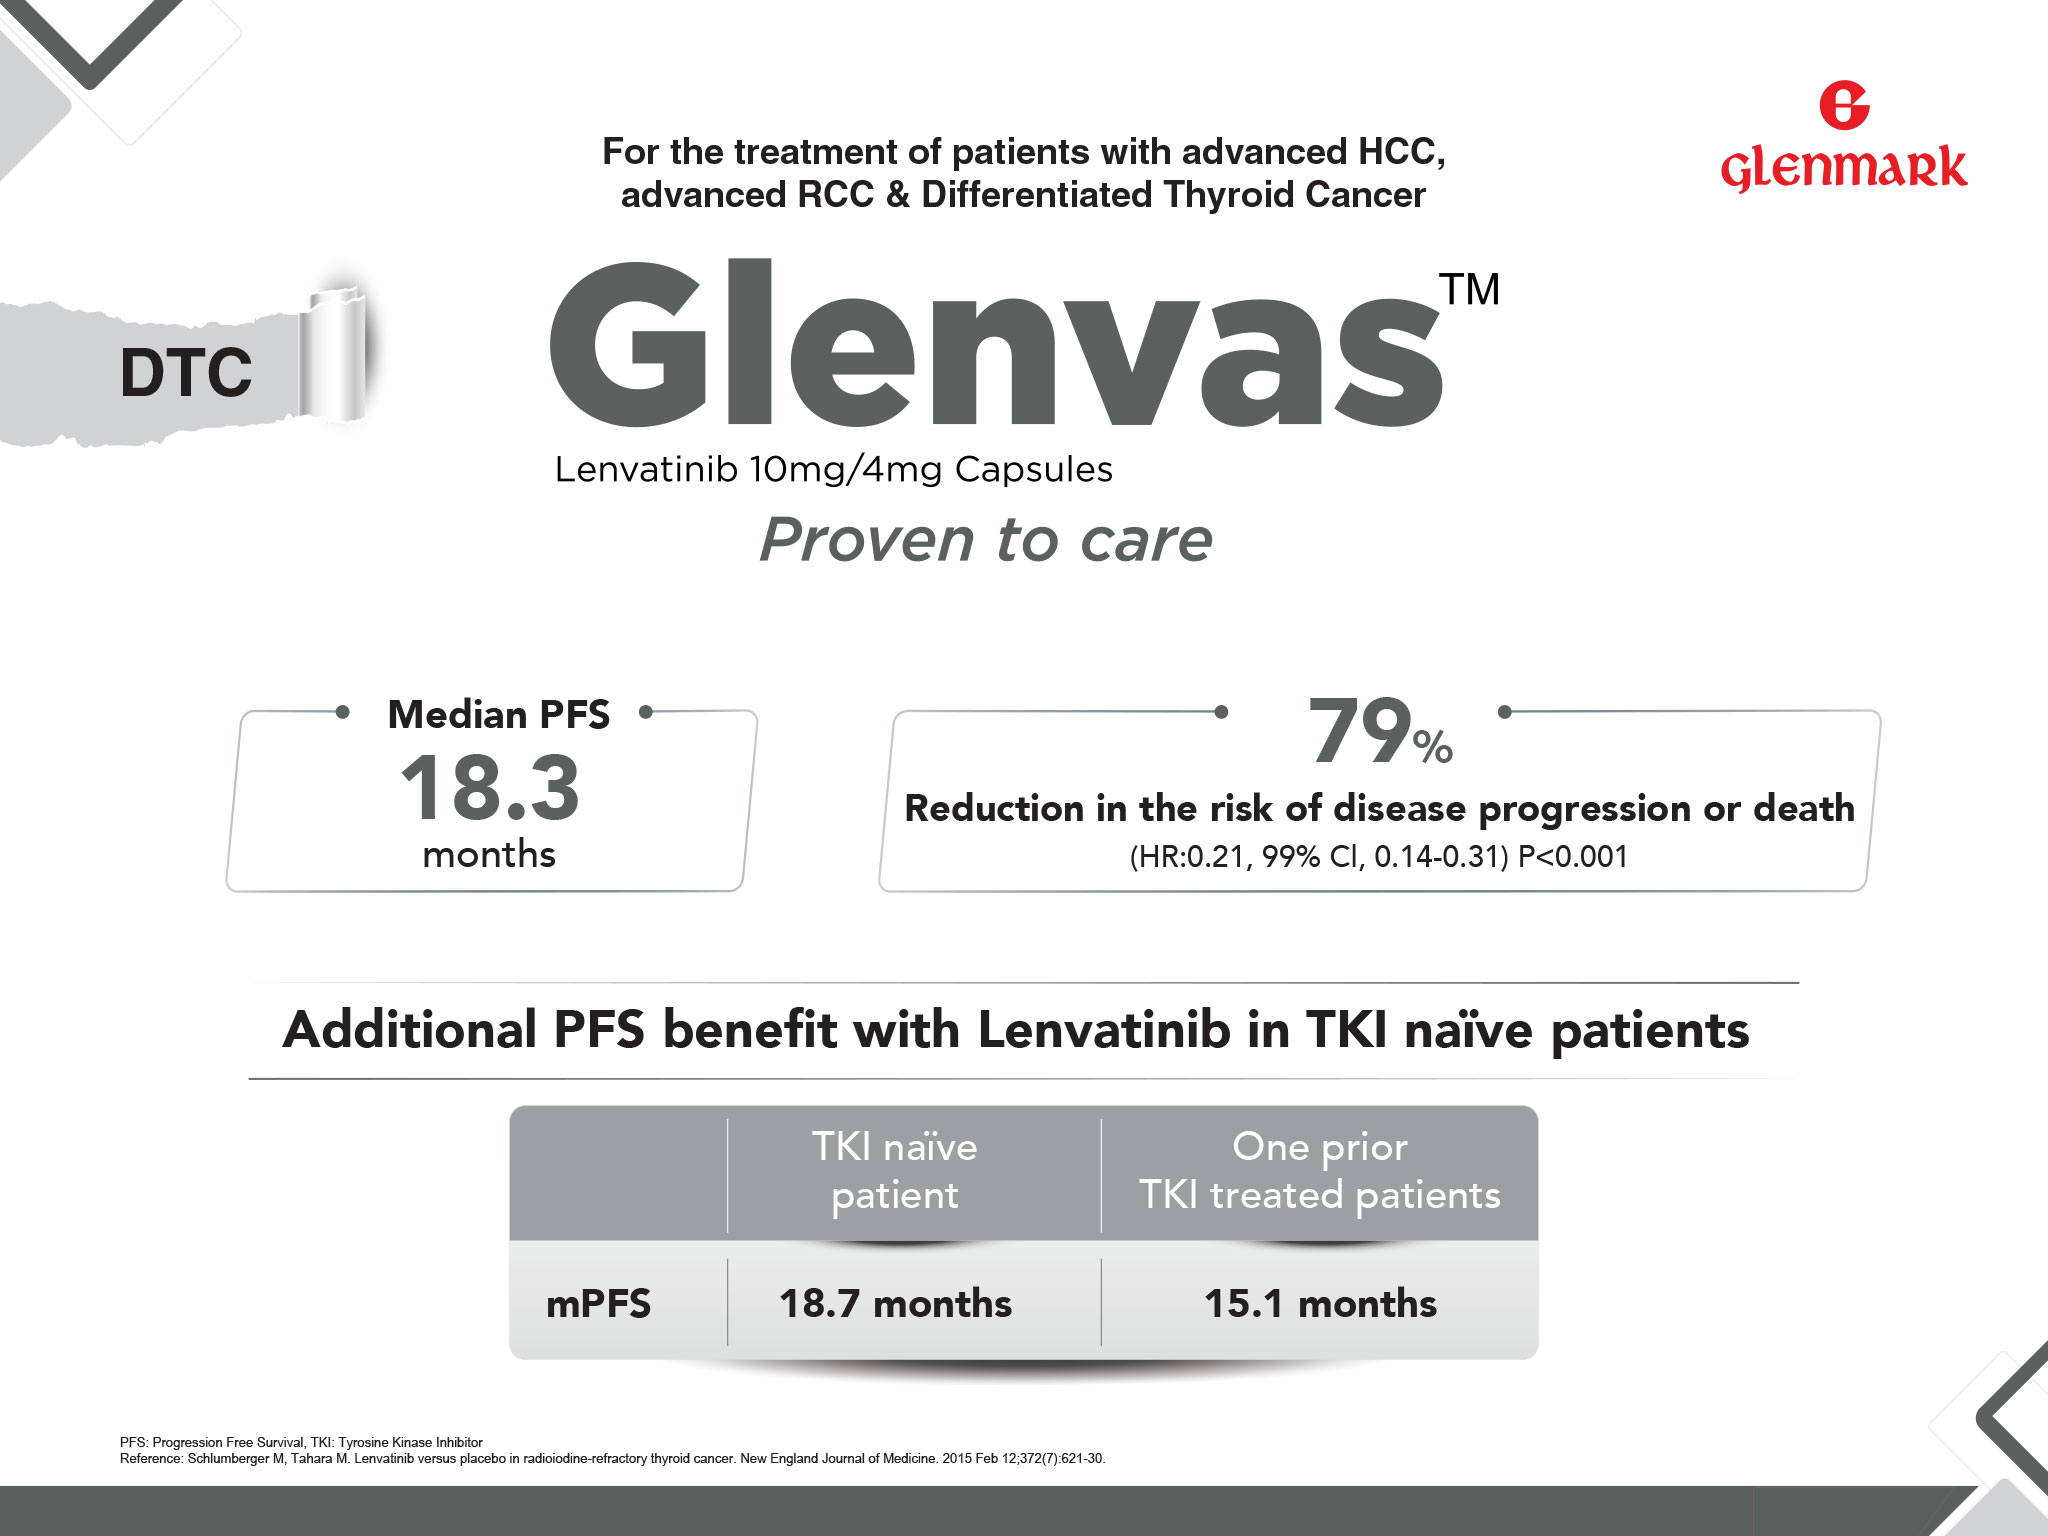 For the treatment of patients with advanced HCC,
advanced RCC & Differentiated Thyroid Cancer
GLENMARK
DTC
Glenvas™
Lenvatinib 10mg/4mg Capsules
Proven to care
Median PFS
18.3
months
79%
Reduction in the risk of disease progression or death
(HR:0.21, 99% Cl, 0.14-0.31) P<0.001
Additional PFS benefit with Lenvatinib in TKI naïve patients
TKI naïve
patient
One prior
TKI treated patients
mPFS 18.7 months 15.1 months
PFS: Progression Free Survival, TKI: Tyrosine Kinase Inhibitor
Reference: Schlumberger M, Tahara M. Lenvatinib versus placebo in radioiodine-refractory thyroid cancer. New England Journal of Medicine. 2015 Feb 12;372(7):621-30.